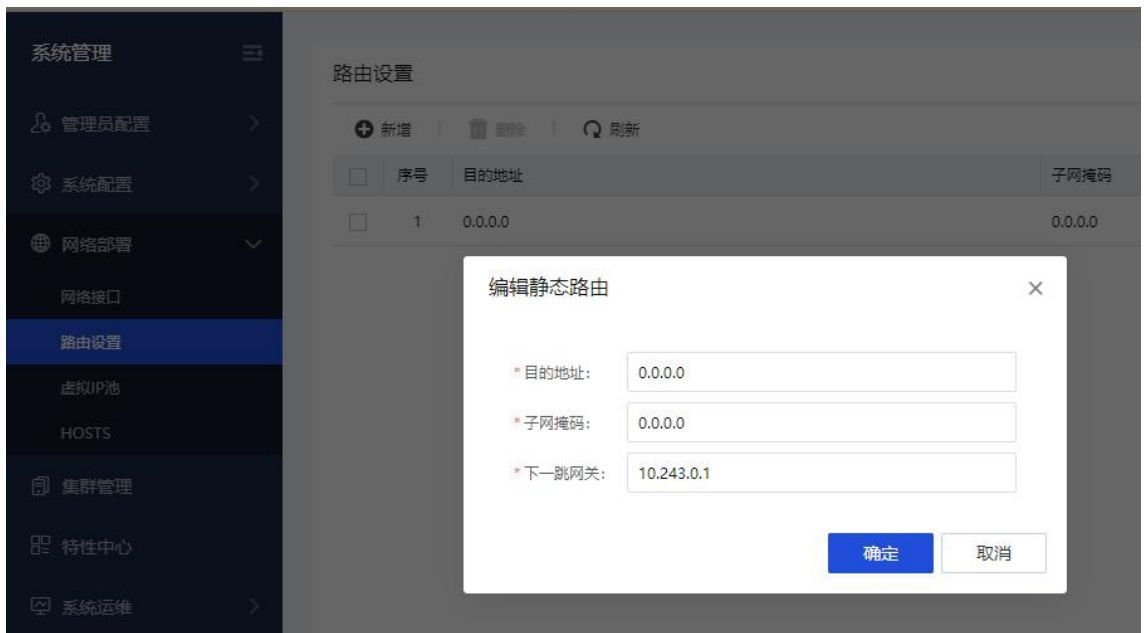 系统管理
管理员配置
系统配置
网络部署
网络接口
路由设置
虚拟IP池
HOSTS
集群管理
特性中心
系统运维
路由设置
新增 删除 刷新
序号 目的地址 子网掩码
1 0.0.0.0 0.0.0.0
编辑静态路由
*目的地址: 0.0.0.0
*子网掩码: 0.0.0.0
*下一跳网关: 10.243.0.1
确定 取消